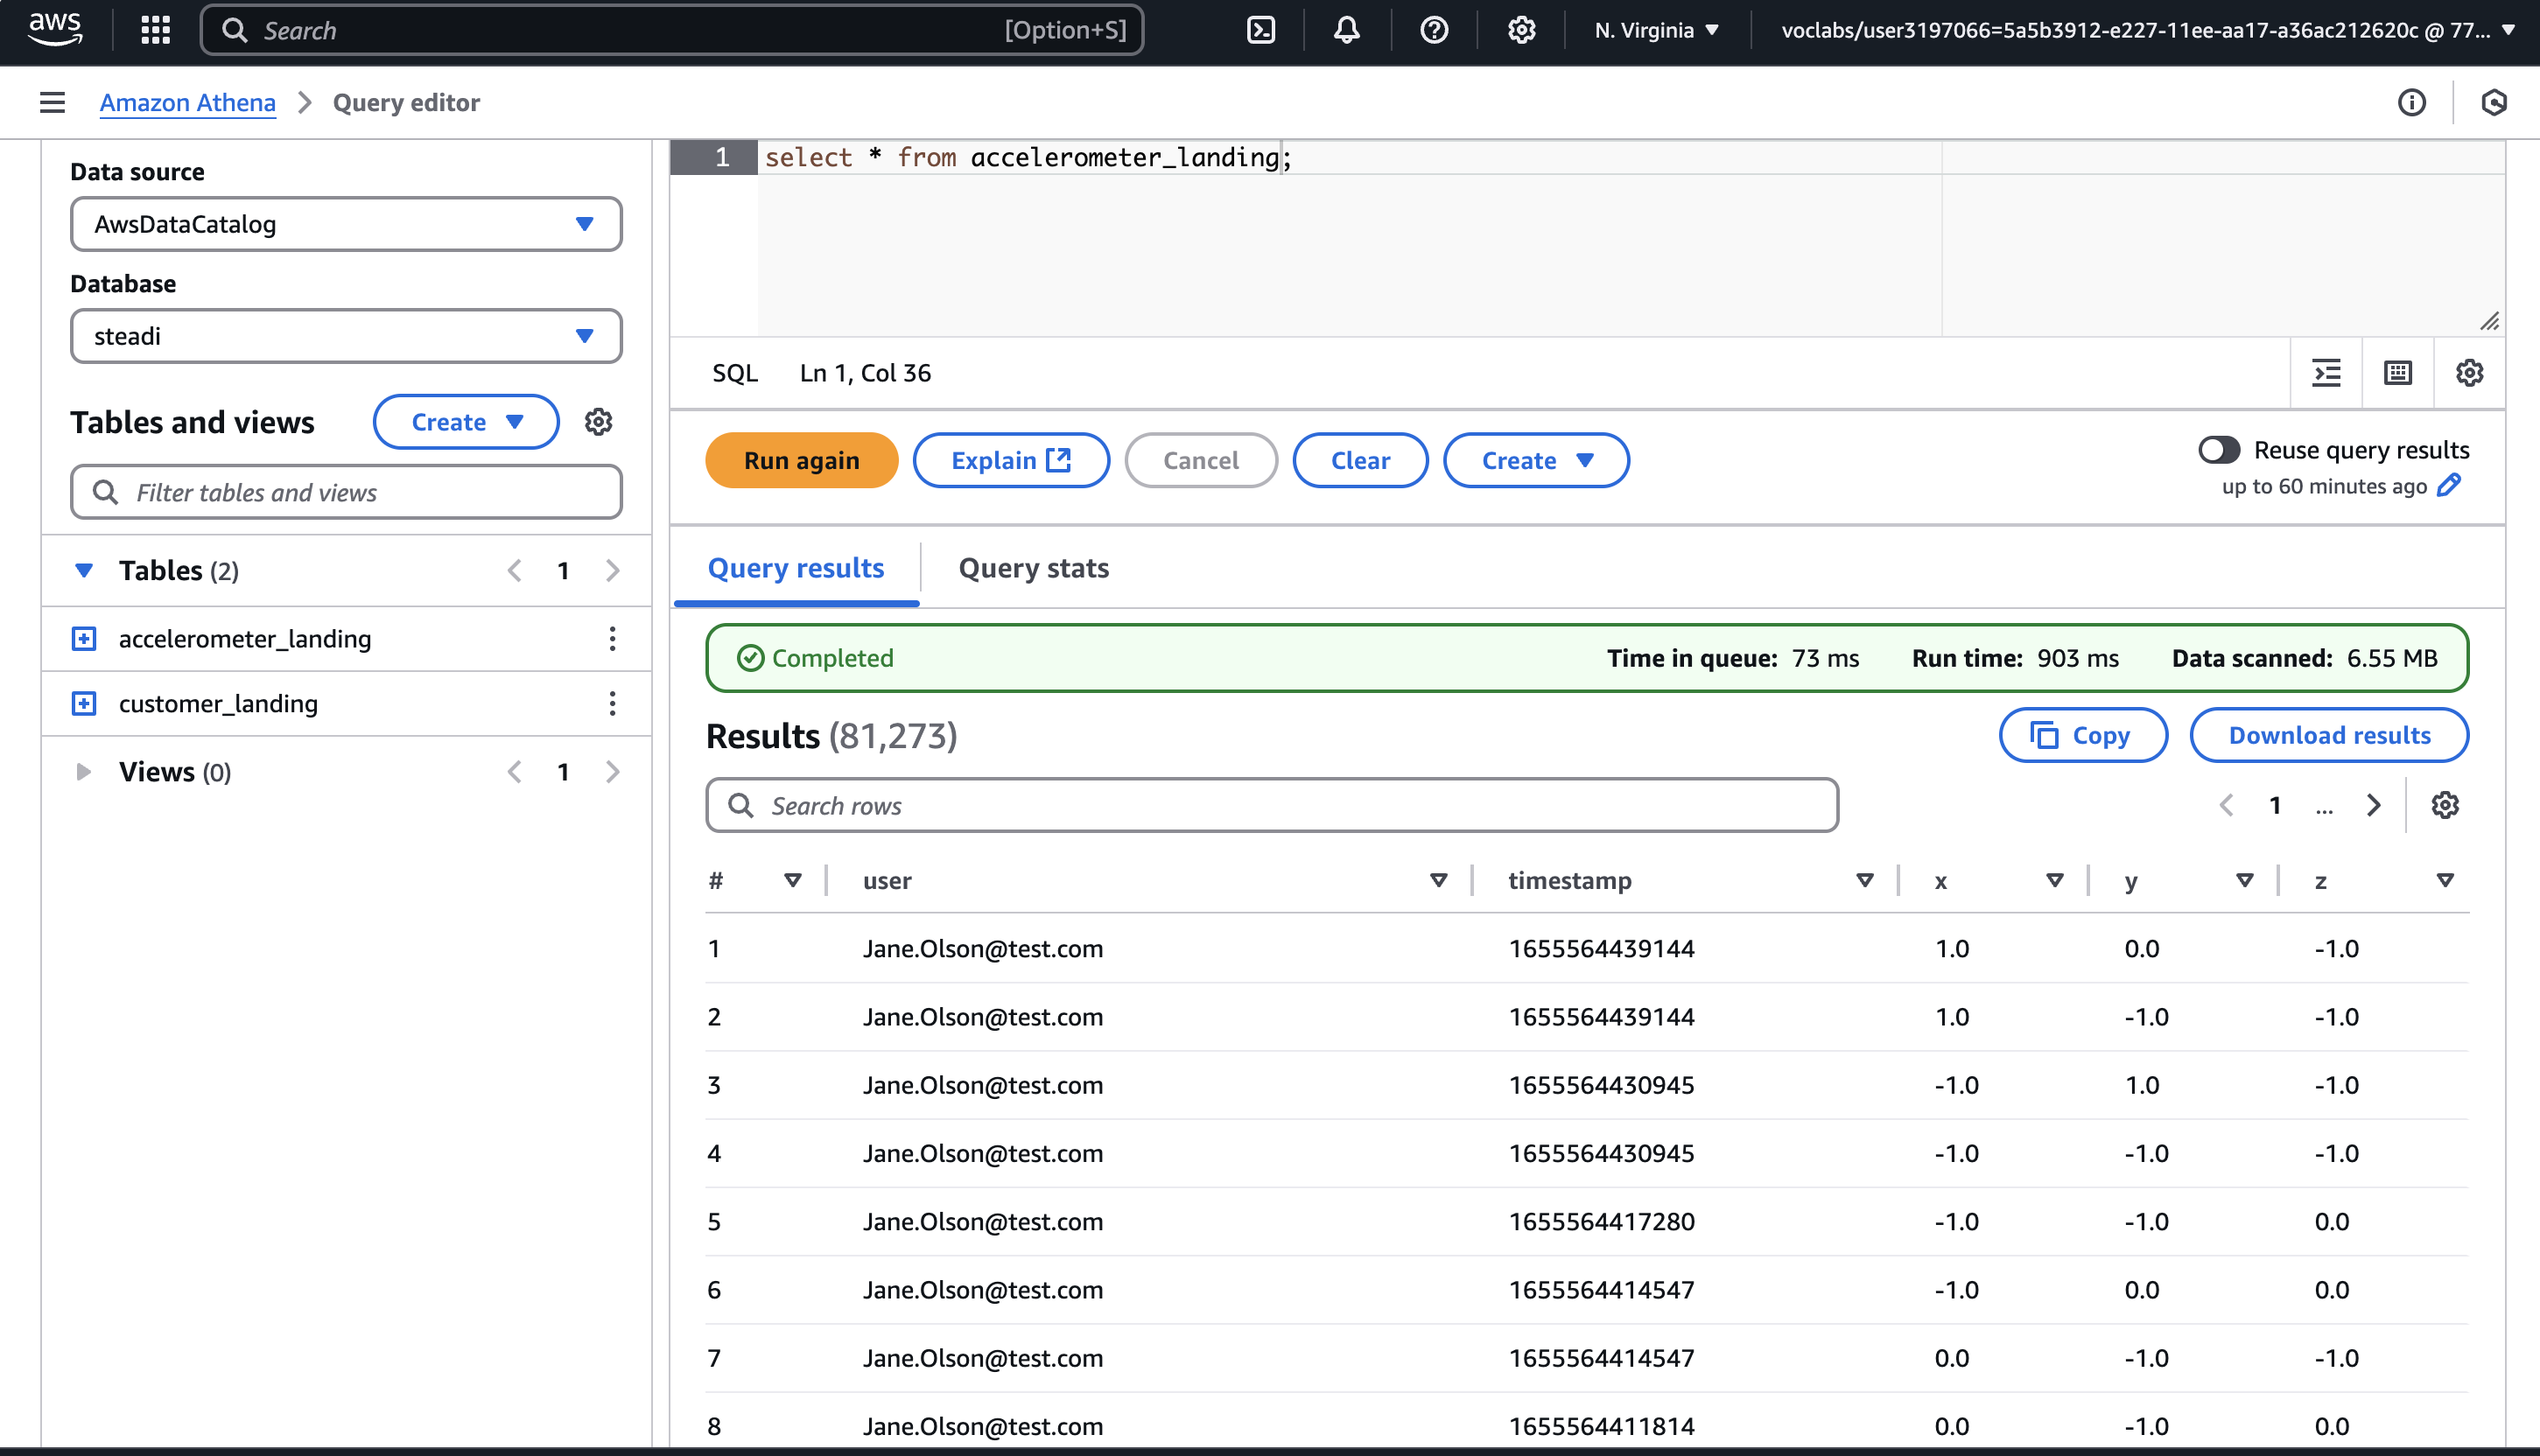 aws
Search
[Option+S]
N. Virginia
voclabs/user3197066=5a5b3912-e227-11ee-aa17-a36ac212620c @ 77...
Amazon Athena
Query editor
Data source
AwsDataCatalog
Database
steadi
Tables and views
Create
Filter tables and views
Tables (2)
1
accelerometer_landing
customer_landing
Views (0)
1
1
select * from accelerometer_landing;
SQL
Ln 1, Col 36
Run again
Explain
Cancel
Clear
Create
Reuse query results
up to 60 minutes ago
Query results
Query stats
Completed
Time in queue: 73 ms
Run time: 903 ms
Data scanned: 6.55 MB
Results (81,273)
Copy
Download results
Search rows
1 ...
# user timestamp x y z
1 Jane.Olson@test.com 1655564439144 1.0 0.0 -1.0
2 Jane.Olson@test.com 1655564439144 1.0 -1.0 -1.0
3 Jane.Olson@test.com 1655564430945 -1.0 1.0 -1.0
4 Jane.Olson@test.com 1655564430945 -1.0 -1.0 -1.0
5 Jane.Olson@test.com 1655564417280 -1.0 -1.0 0.0
6 Jane.Olson@test.com 1655564414547 -1.0 0.0 0.0
7 Jane.Olson@test.com 1655564414547 0.0 -1.0 -1.0
8 Jane.Olson@test.com 1655564411814 0.0 -1.0 0.0